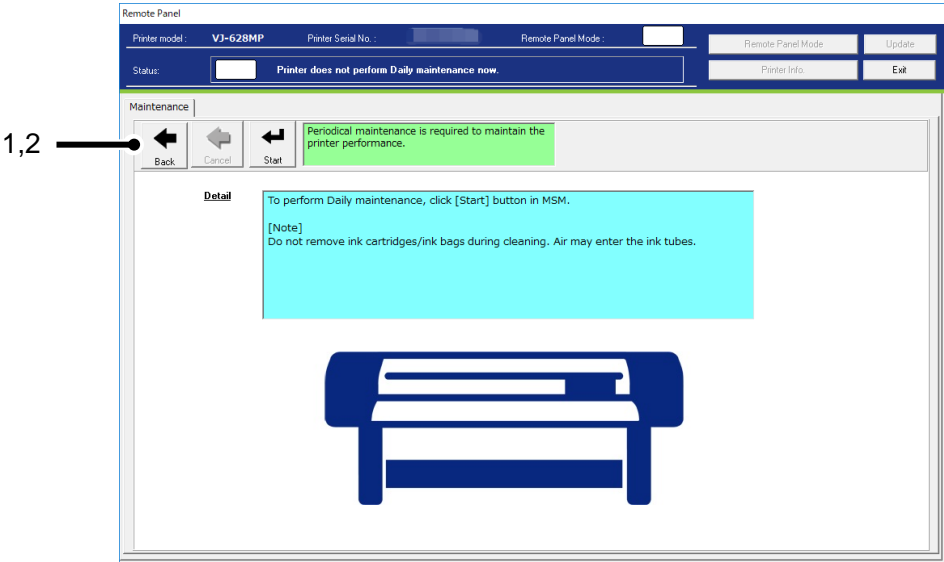 Remote Panel
Printer model : VJ-628MP Printer Serial No. : Remote Panel Mode :
Remote Panel Mode Update
Status: Printer does not perform Daily maintenance now.
Printer Info. Exit
Maintenance
1,2
Back Cancel Start
Periodical maintenance is required to maintain the
printer performance.
Detail
To perform Daily maintenance, click [Start] button in MSM.
[Note]
Do not remove ink cartridges/ink bags during cleaning. Air may enter the ink tubes.